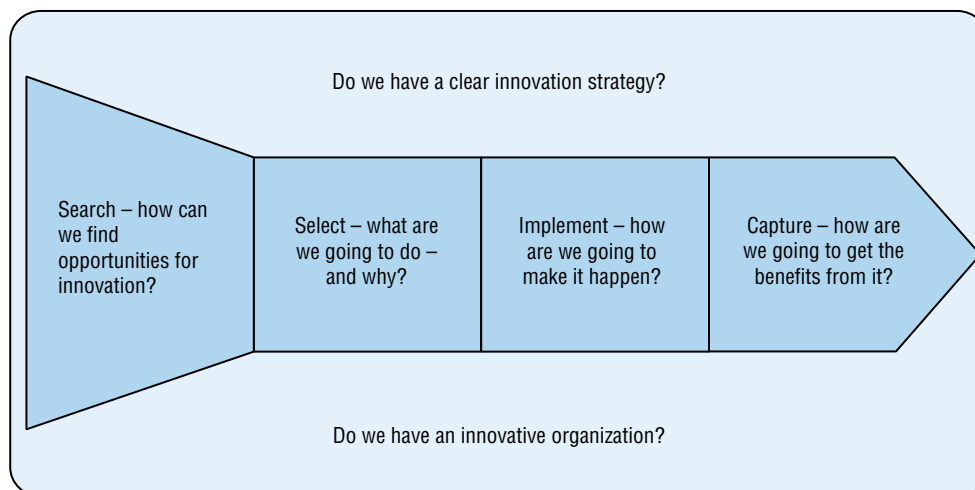 Do we have a clear innovation strategy?
Search – how can
we find
opportunities for
innovation?
Select – what are
we going to do –
and why?
Implement – how
are we going to
make it happen?
Capture – how are
we going to get the
benefits from it?
Do we have an innovative organization?